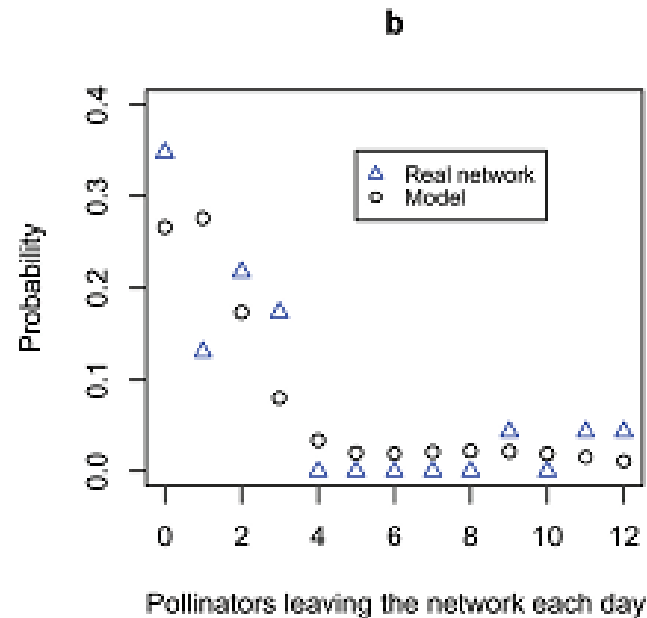 b
0.4
0.3
0.2
0.1
0.0
Probability
Real network
Model
0 2 4 6 8 10 12
Pollinators leaving the network each day